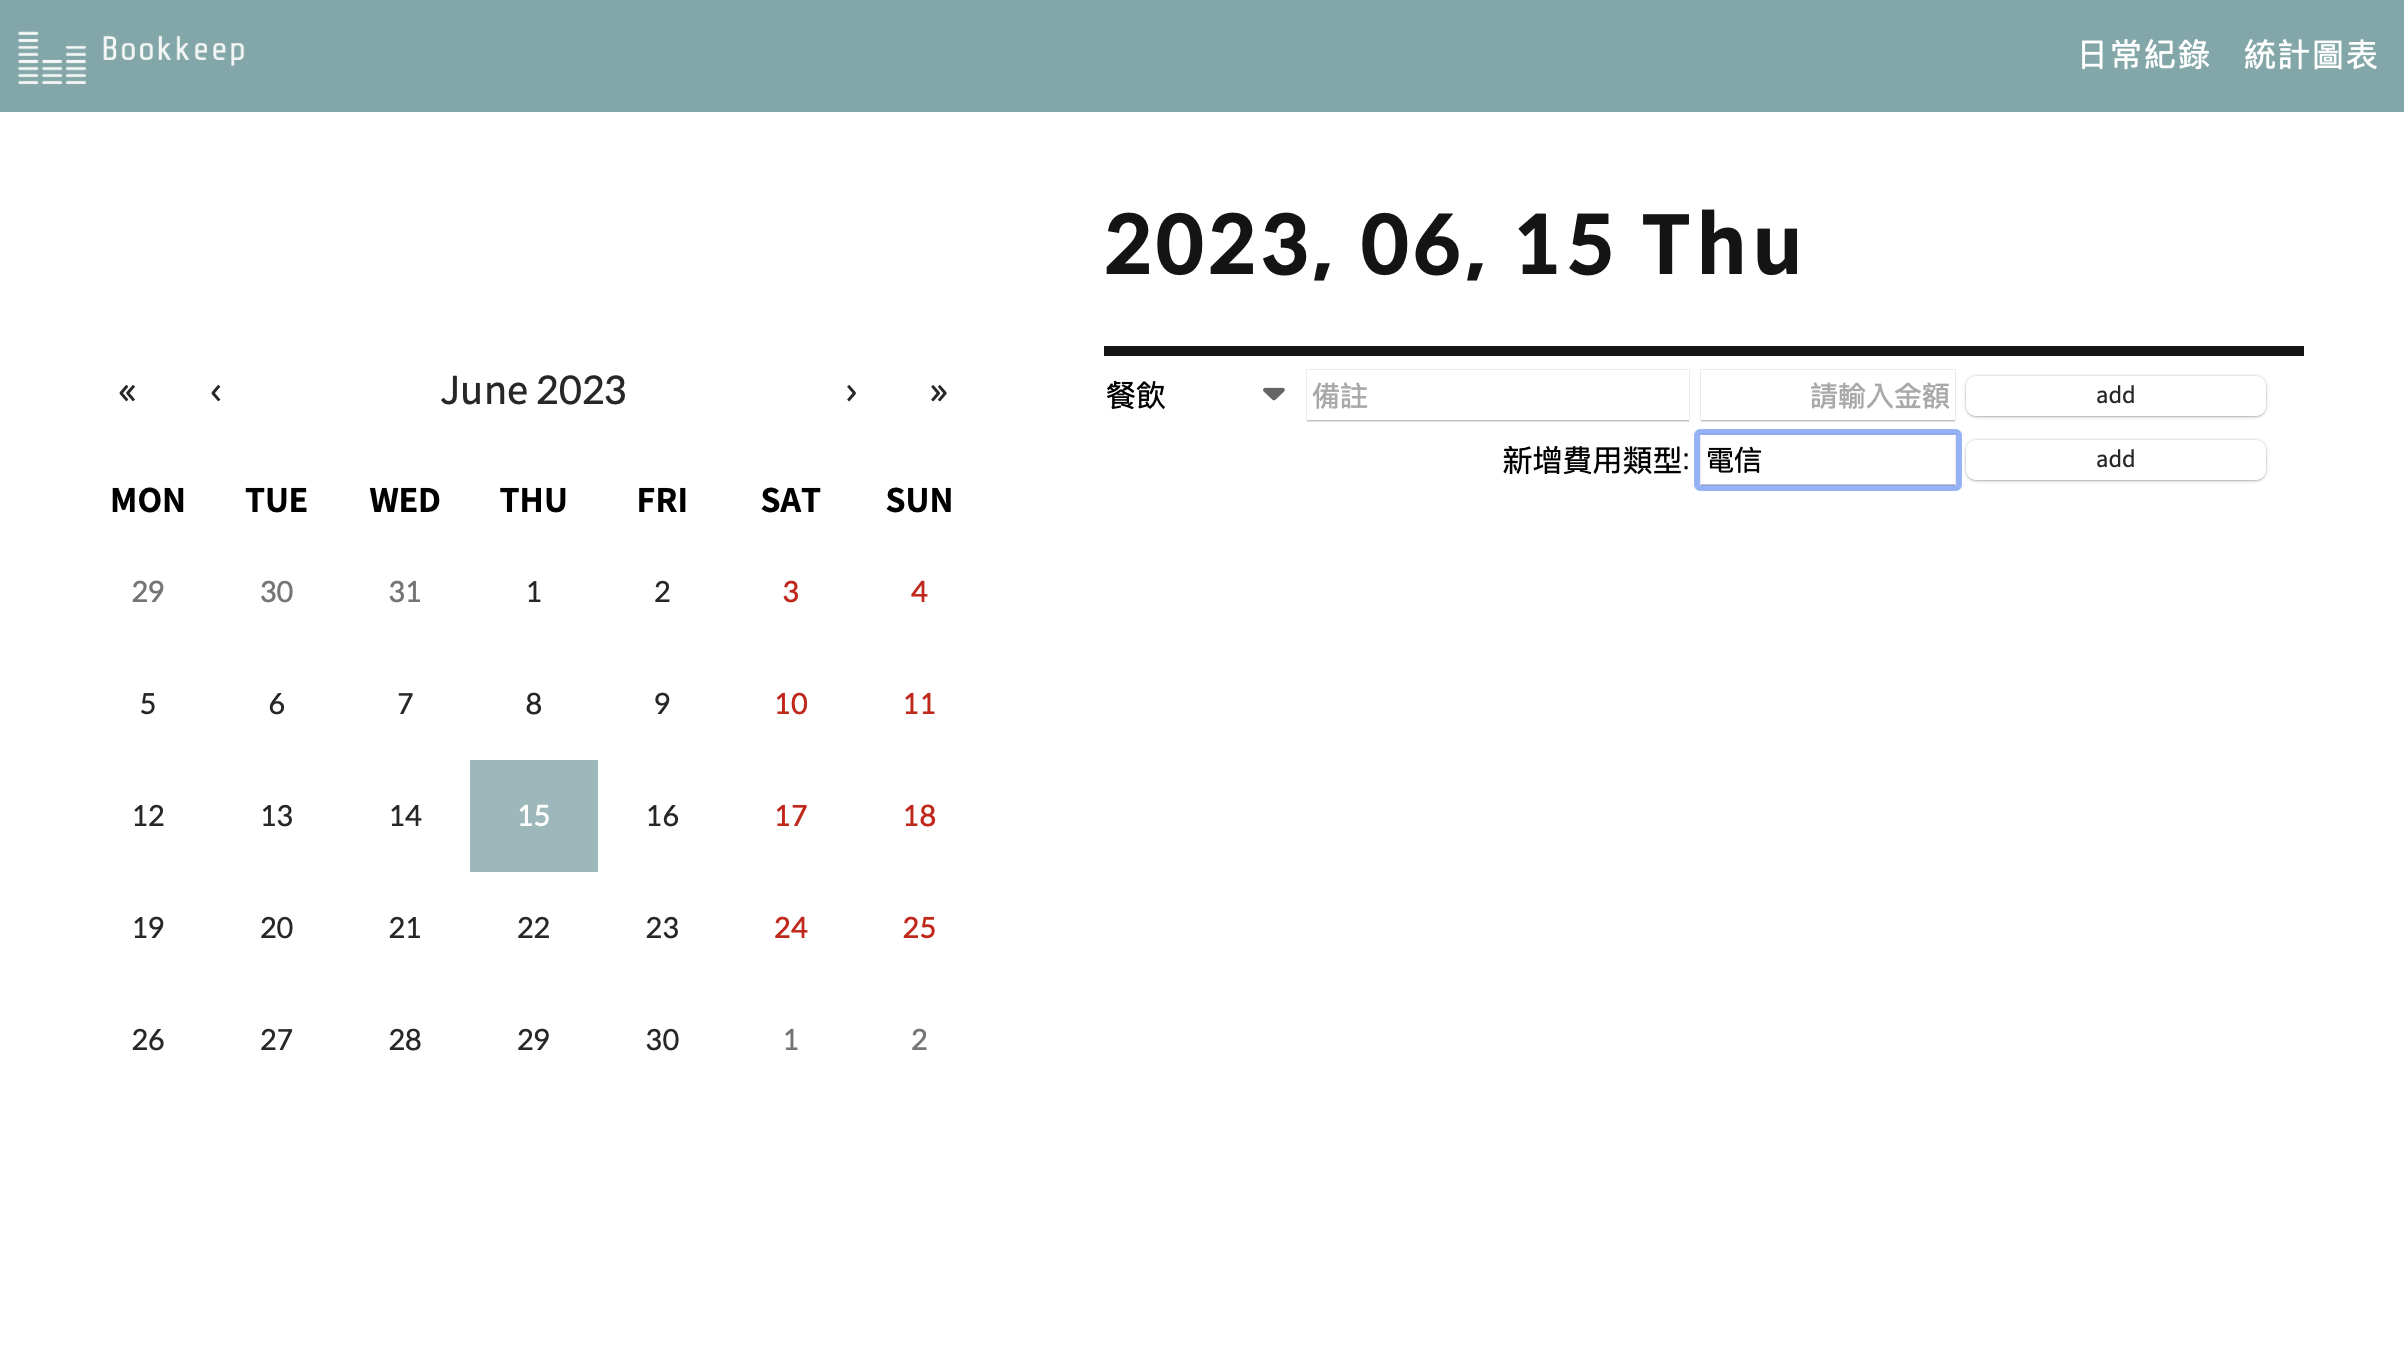 Bookkeep
日常紀錄 統計圖表
2023, 06, 15 Thu
« ‹ June 2023 › »
MON TUE WED THU FRI SAT SUN
29 30 31 1 2 3 4
5 6 7 8 9 10 11
12 13 14 15 16 17 18
19 20 21 22 23 24 25
26 27 28 29 30 1 2
餐飲 備註 請輸入金額 add
新增費用類型: 電信 add